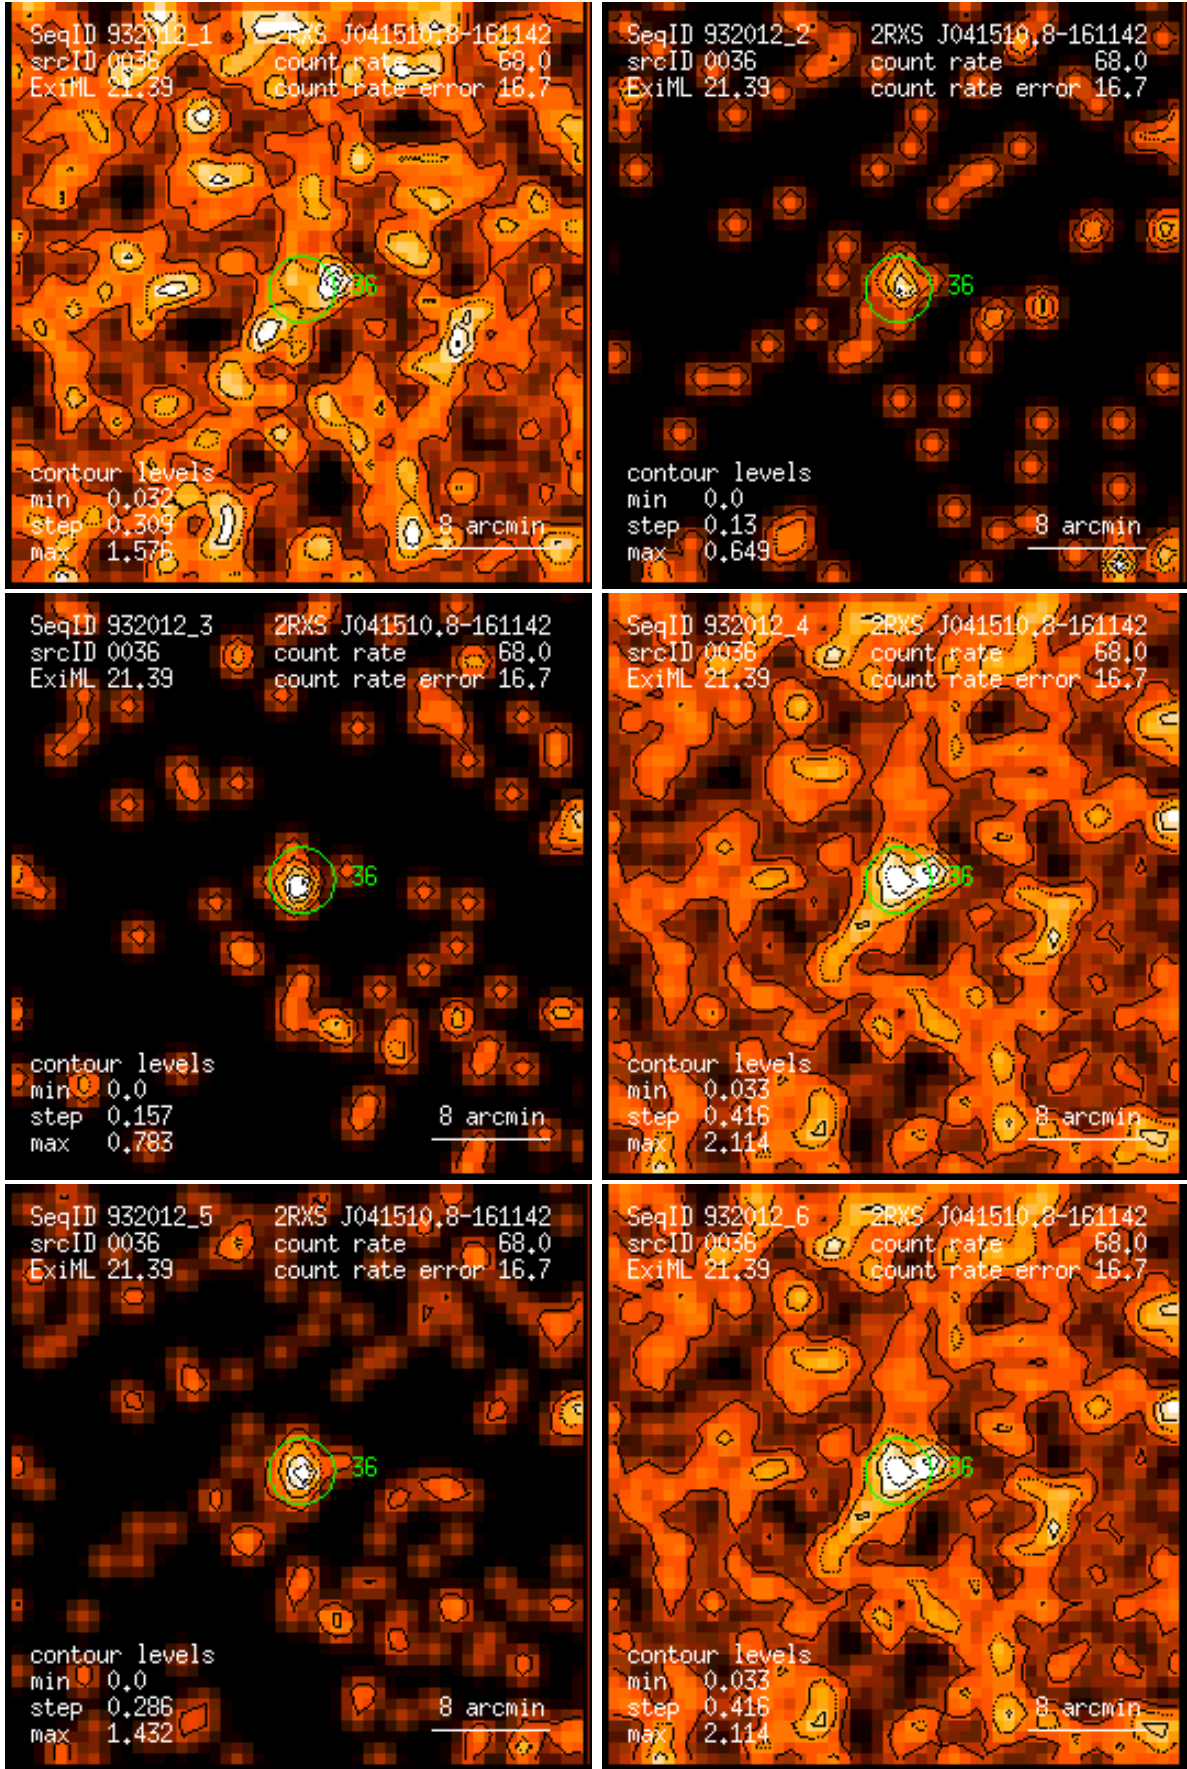 SeqID 932012_1 2RXS J041510.8-161142
srcID 0036 count rate 68.0
ExiML 21.39 count rate error 16.7
36
contour levels
min 0.032
step 0.309
max 1.576
8 arcmin
SeqID 932012_2 2RXS J041510.8-161142
srcID 0036 count rate 68.0
ExiML 21.39 count rate error 16.7
36
contour levels
min 0.0
step 0.13
max 0.649
8 arcmin
SeqID 932012_3 2RXS J041510.8-161142
srcID 0036 count rate 68.0
ExiML 21.39 count rate error 16.7
36
contour levels
min 0.0
step 0.157
max 0.783
8 arcmin
SeqID 932012_4 2RXS J041510.8-161142
srcID 0036 count rate 68.0
ExiML 21.39 count rate error 16.7
36
contour levels
min 0.033
step 0.416
max 2.114
8 arcmin
SeqID 932012_5 2RXS J041510.8-161142
srcID 0036 count rate 68.0
ExiML 21.39 count rate error 16.7
36
contour levels
min 0.0
step 0.286
max 1.432
8 arcmin
SeqID 932012_6 2RXS J041510.8-161142
srcID 0036 count rate 68.0
ExiML 21.39 count rate error 16.7
36
contour levels
min 0.033
step 0.416
max 2.114
8 arcmin